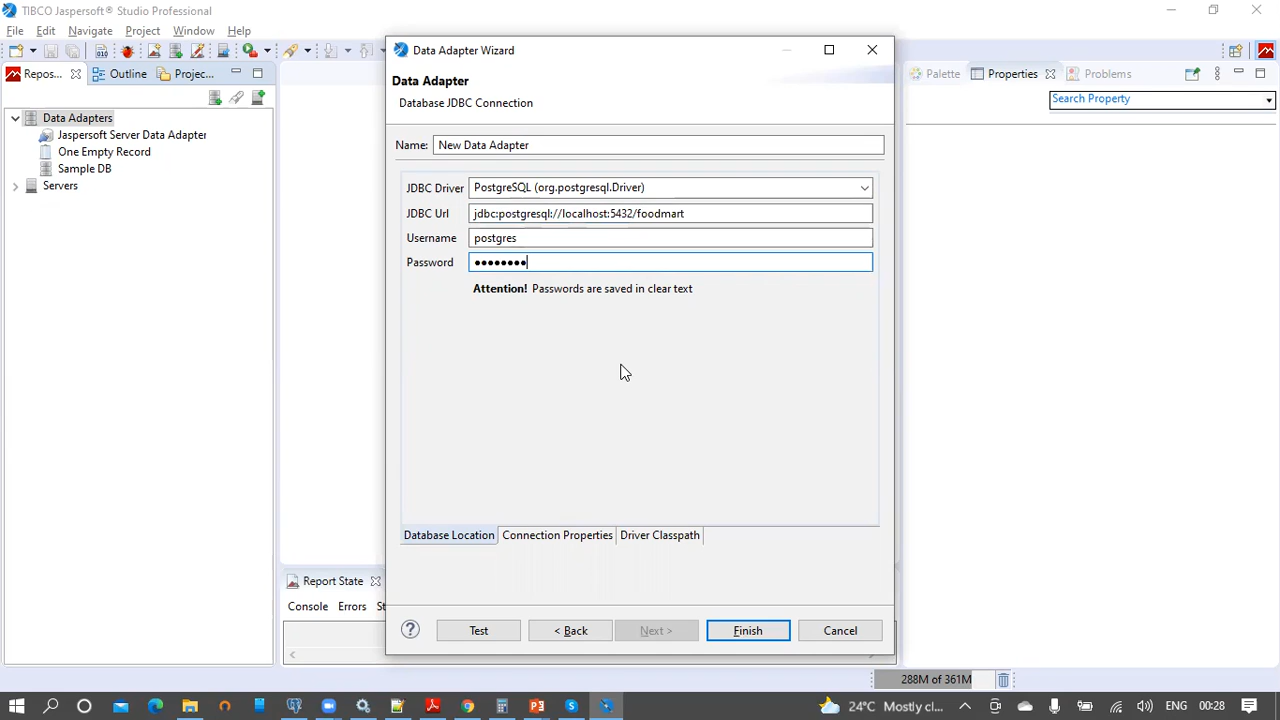 TIBCO Jaspersoft® Studio Professional
File Edit Navigate Project Window Help
Repos... Outline Projec...
Data Adapters
Jaspersoft Server Data Adapter
One Empty Record
Sample DB
Servers
Data Adapter Wizard
Data Adapter
Database JDBC Connection
Name: New Data Adapter
JDBC Driver PostgreSQL (org.postgresql.Driver)
JDBC Url jdbc:postgresql://localhost:5432/foodmart
Username postgres
Password ●●●●●●●●
Attention! Passwords are saved in clear text
Database Location Connection Properties Driver Classpath
Test < Back Next > Finish Cancel
Palette Properties Problems
Search Property
Report State
Console Errors St
288M of 361M
24°C Mostly cl... ENG 00:28